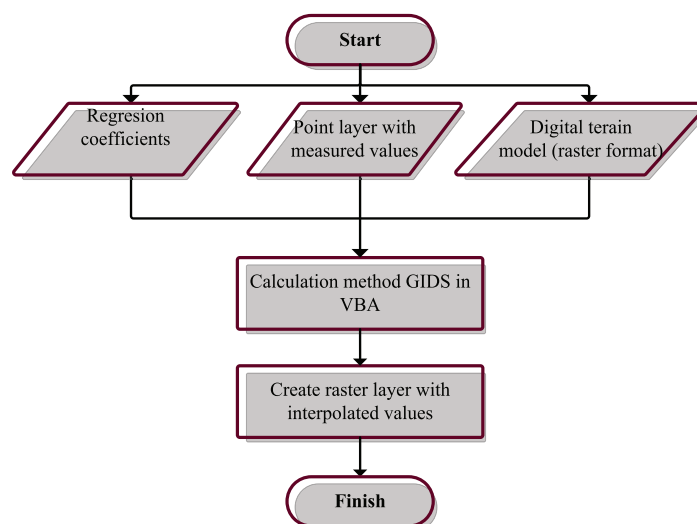 Start
Regresion
coefficients
Point layer with
measured values
Digital terain
model (raster format)
Calculation method GIDS in
VBA
Create raster layer with
interpolated values
Finish